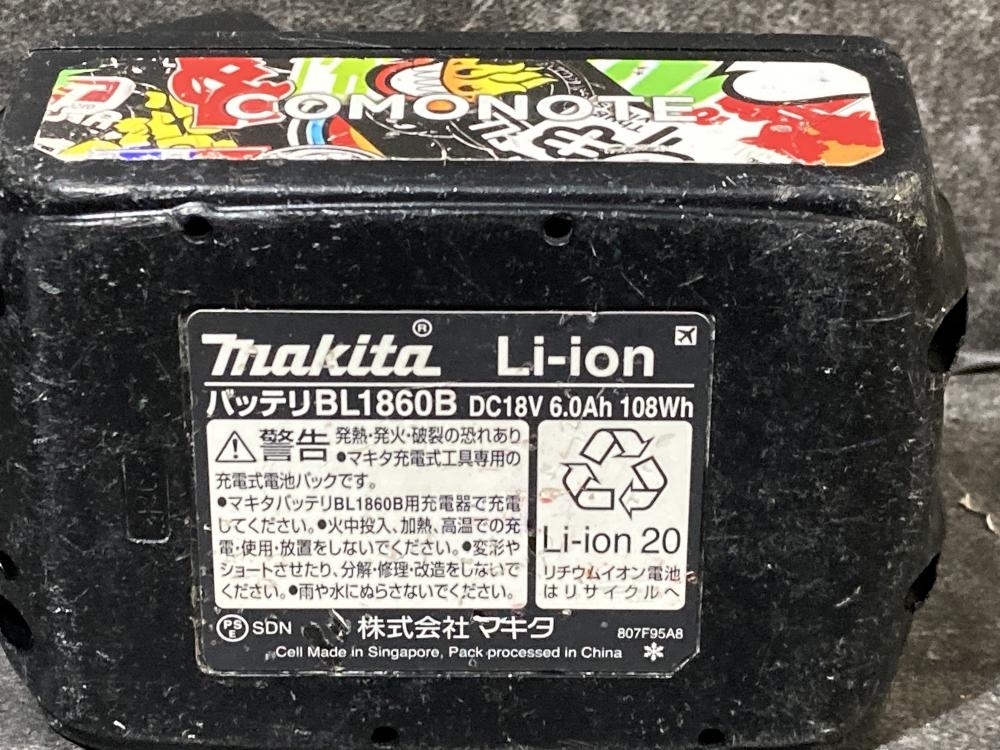 COMONOTE
makita® Li-ion
バッテリBL1860B DC18V 6.0Ah 108Wh
警告 発熱・発火・破裂の恐れあり
●マキタ充電式工具専用の
充電式電池パックです。
●マキタバッテリBL1860B用充電器で充電
してください。●火中投入、加熱、高温での充
電・使用・放置をしないでください。●変形や
ショートさせたり、分解・修理・改造をしないで
ください。●雨や水にぬらさないでください。
Li-ion 20
リチウムイオン電池
はリサイクルへ
PSE SDN 株式会社 マキタ 807F95A8
Cell Made in Singapore, Pack processed in China